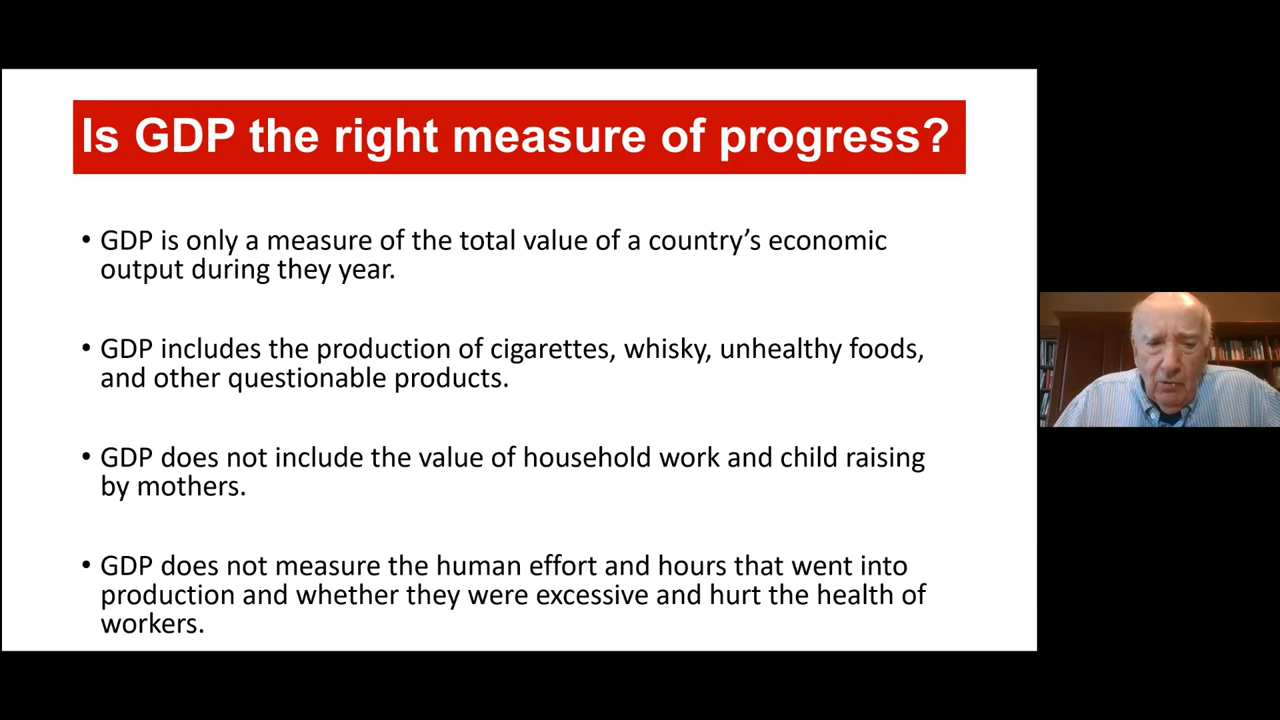 Is GDP the right measure of progress?
• GDP is only a measure of the total value of a country’s economic
output during they year.
• GDP includes the production of cigarettes, whisky, unhealthy foods,
and other questionable products.
• GDP does not include the value of household work and child raising
by mothers.
• GDP does not measure the human effort and hours that went into
production and whether they were excessive and hurt the health of
workers.